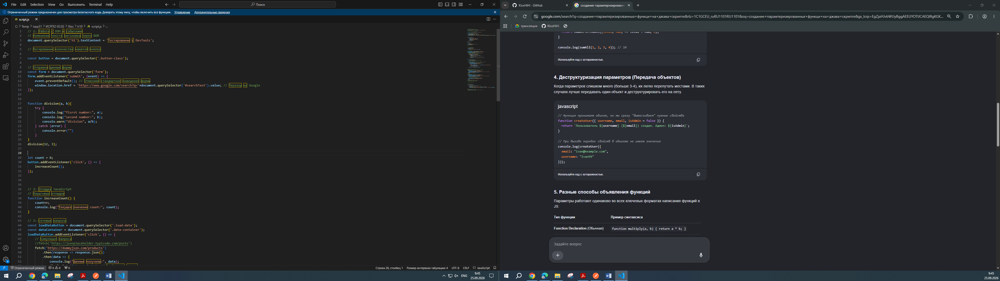 File Edit Selection View Go Выполнить Terminal Help
Поиск
Ограниченный режим предназначен для просмотра безопасного кода. Доверять этому окну, чтобы включить все функции. Управление Дополнительные сведения
JS script.js
C: > Temp > ispp31 > ИСРПО 02.02 > files > lr10 > JS script.js > ...
1 // 1: Работа с DOM и событиями
2 // Изменение текста заголовка через DOM
3 document.querySelector('h1').textContent = 'Тестирование с DevTools';
4
5 // Логирование количества нажатий кнопки
6
7 const button = document.querySelector('.button-class');
8
9 // Отправка данных формы
10 const form = document.querySelector('form');
11 form.addEventListener('submit', (event) => {
12 event.preventDefault(); // Отменяем стандартное поведение формы
13 window.location.href = 'https://www.google.com/search?q='+document.querySelector('#searchText').value; // Переход на Google
14 });
15
16
17 function division(a, b){
18 try {
19 console.log("fisrst number:", a);
20 console.log("second number:", b);
21 console.warn("division", a/b);
22 } catch (error) {
23 console.error("")
24 }
25 }
26 division(12, 3);
27
28
29 let count = 0;
30 button.addEventListener('click', () => {
31 increaseCount();
32 });
33
34
35
36 // 2: Отладка JavaScript
37 // Пошаговая отладка
38 function increaseCount() {
39 count++;
40 console.log("Текущее значение count:", count);
41 }
42
43 // 3: Сетевые запросы
44 const loadDataButton = document.querySelector('.load-data');
45 const dataContainer = document.querySelector('.data-container');
46 loadDataButton.addEventListener('click', () => {
47 // Симуляция запроса
48 //fetch('https://jsonplaceholder.typicode.com/posts')
49 fetch('https://dummyjson.com/products')
50 .then(response => response.json())
51 .then(data => {
52 console.log("Данные получены:", data);
Ограниченный режим 0 0 0
Строка 28, столбец 1 Размер интервала табуляции: 4 UTF-8 CRLF {} JavaScript
ENG 9:45
25.09.2026
KlosHiHi · GitHub
создание парамтеризированн
google.com/search?q=создание+парамтеризированных+функци+на+джава+скрипте&rlz=1C1GCEU_ruRU1101RU1101&oq=создание+парамтеризированных+функци+на+джава+скрипте&gs_lcrp=EgZjaHJvbWUyBggAEEUYOTIJCAEQIRgKGK...
трансляция KlosHiHi
return numbers.reduce((total, num) => total + num, 0);
}
console.log(sumAll(1, 2, 3, 4)); // 10
Используйте код с осторожностью.
4. Деструктуризация параметров (Передача объектов)
Когда параметров слишком много (больше 3-4), их легко перепутать местами. В таких
случаях лучше передавать один объект и деструктурировать его на лету.
javascript
// Функция принимает объект, но мы сразу "вытаскиваем" нужные свойства
function createUser({ username, email, isAdmin = false }) {
return `Пользователь ${username} (${email}) создан. Админ: ${isAdmin}`;
}
// При вызове порядок свойств в объекте не имеет значения
console.log(createUser({
email: "ivan@example.com",
username: "Ivan99"
}));
Используйте код с осторожностью.
5. Разные способы объявления функций
Параметры работают одинаково во всех ключевых форматах написания функций в
JS:
Тип функции Пример синтаксиса
Function Declaration (Обычная) function multiply(a, b) { return a * b; }
Задайте вопрос
9:45
25.09.2026